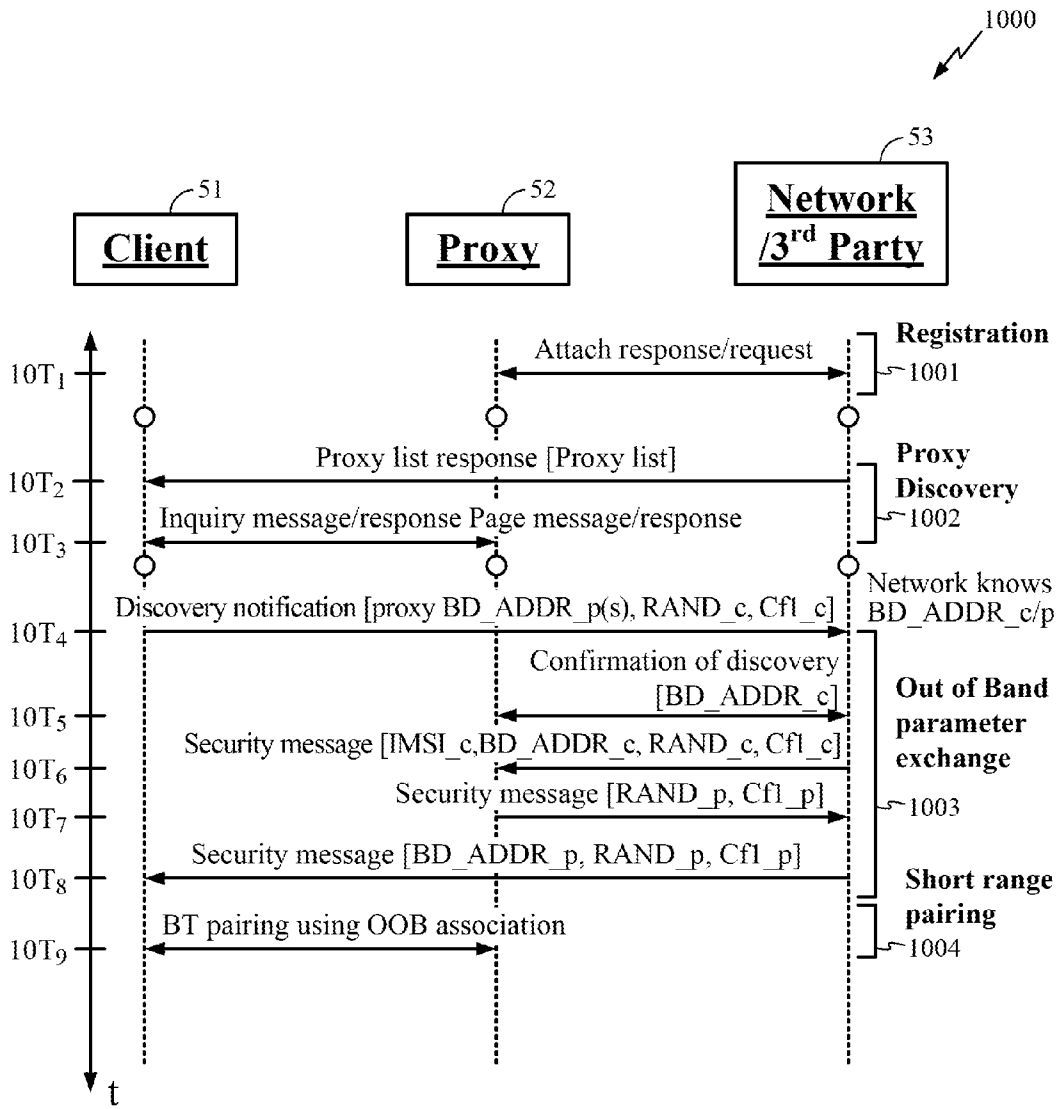 1000
51
52
53
Client
Proxy
Network
/3rd Party
Registration
Attach response/request
10T1
1001
Proxy
Discovery
Proxy list response [Proxy list]
10T2
1002
Inquiry message/response Page message/response
10T3
Network knows
BD_ADDR_c/p
Discovery notification [proxy BD_ADDR_p(s), RAND_c, Cf1_c]
10T4
Confirmation of discovery
[BD_ADDR_c]
Out of Band
parameter
exchange
10T5
Security message [IMSI_c,BD_ADDR_c, RAND_c, Cf1_c]
10T6
Security message [RAND_p, Cf1_p]
1003
10T7
Security message [BD_ADDR_p, RAND_p, Cf1_p]
10T8
Short range
pairing
BT pairing using OOB association
10T9
1004
t